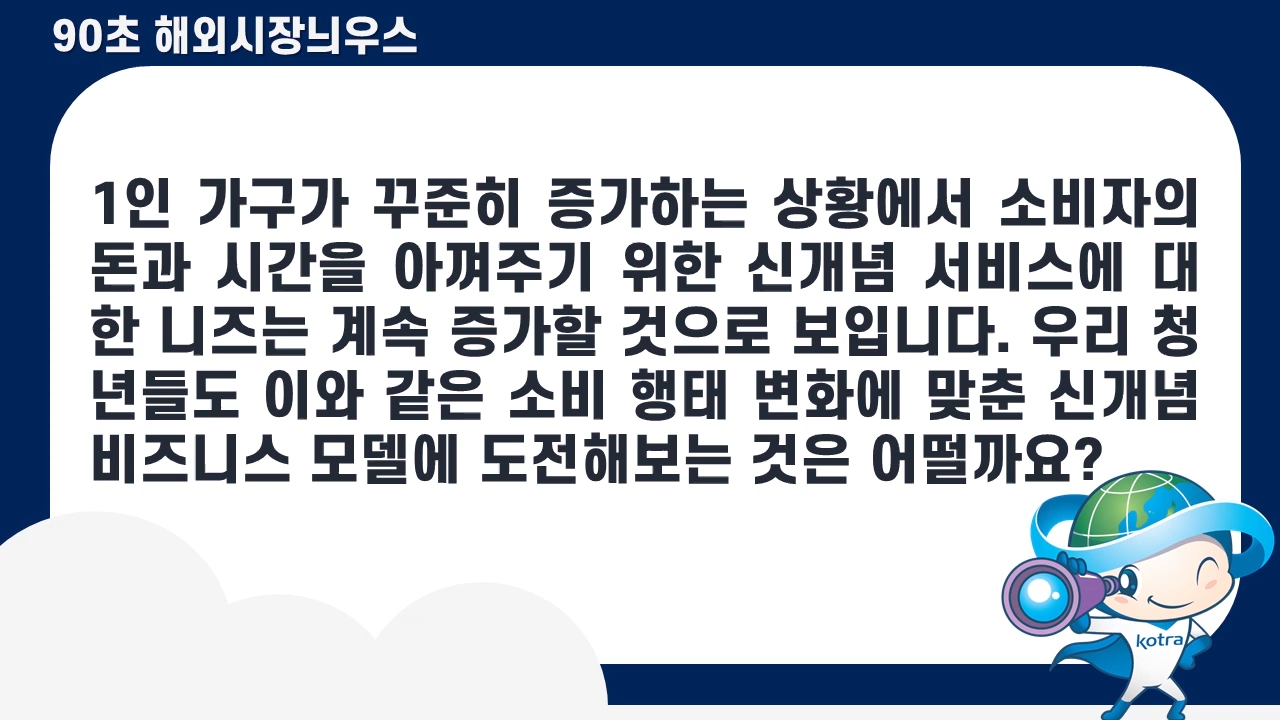 90초 해외시장늬우스
1인 가구가 꾸준히 증가하는 상황에서 소비자의
돈과 시간을 아껴주기 위한 신개념 서비스에 대
한 니즈는 계속 증가할 것으로 보입니다. 우리 청
년들도 이와 같은 소비 행태 변화에 맞춘 신개념
비즈니스 모델에 도전해보는 것은 어떨까요?
kotra